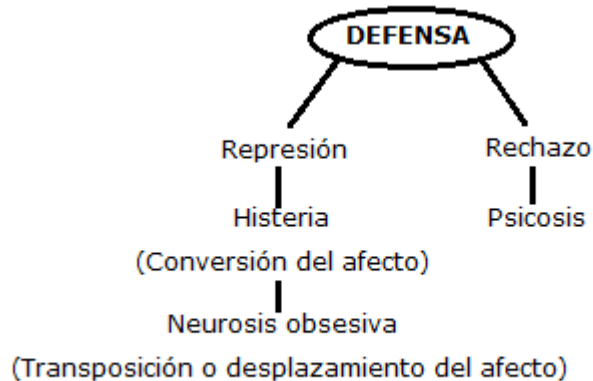 DEFENSA
Represión Rechazo
Histeria Psicosis
(Conversión del afecto)
Neurosis obsesiva
(Transposición o desplazamiento del afecto)